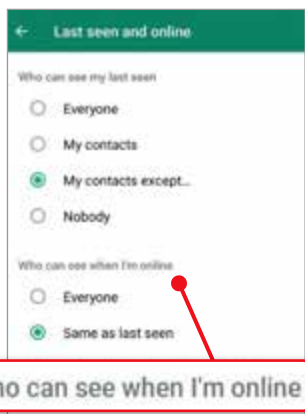 ← Last seen and online
Who can see my last seen
Everyone
My contacts
My contacts except...
Nobody
Who can see when I'm online
Everyone
Same as last seen
o can see when I'm online